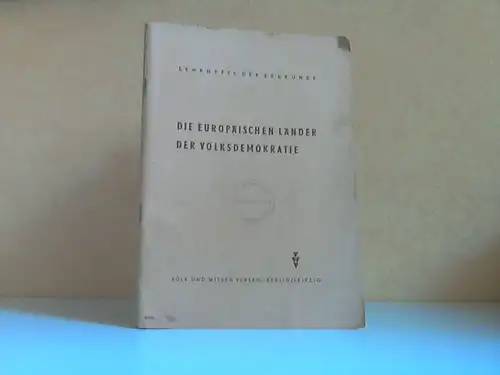 LEHRHEFTE DER ERDKUNDE
DIE EUROPÄISCHEN LÄNDER
DER VOLKSDEMOKRATIE
VOLK UND WISSEN VERLAG · BERLIN/LEIPZIG